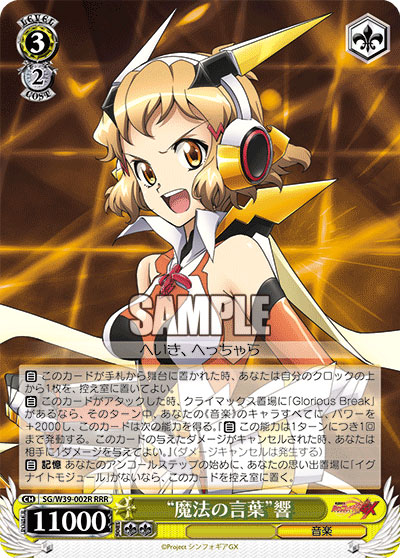 LEVEL
3
2
COST
SAMPLE
へいき、へっちゃら
自 このカードが手札から舞台に置かれた時、あなたは自分のクロックの上
から1枚を、控え室に置いてよい。
自 このカードがアタックした時、クライマックス置場に「Glorious Break」
があるなら、そのターン中、あなたの《音楽》のキャラすべてに、パワーを
+2000し、このカードは次の能力を得る。『自 この能力は1ターンにつき1回
まで発動する。このカードの与えたダメージがキャンセルされた時、あなたは
相手に1ダメージを与えてよい。』(ダメージキャンセルは発生する)
自 記憶 あなたのアンコールステップの始めに、あなたの思い出置場に「イグ
ナイトモジュール」がないなら、あなたはこのカードを控え室に置く。
CH SG/W39-002R RRR
11000
“魔法の言葉”響
音楽
©Project シンフォギアGX